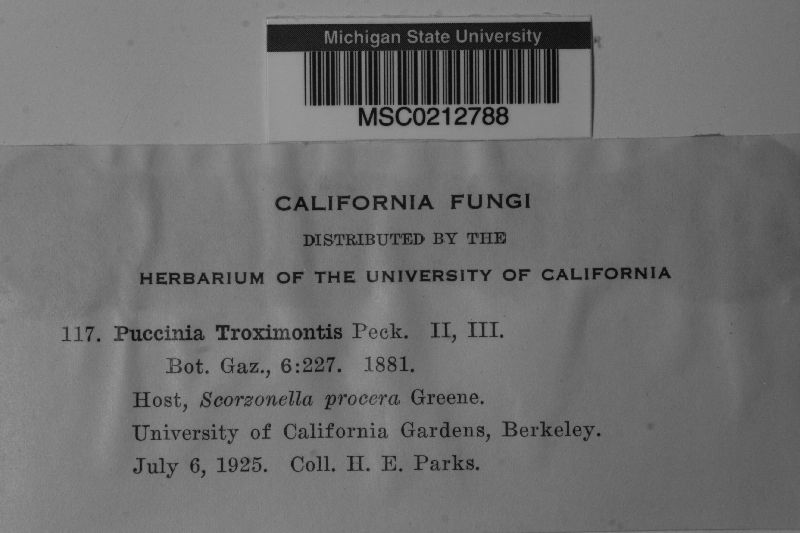 Michigan State University
MSC0212788
CALIFORNIA FUNGI
DISTRIBUTED BY THE
HERBARIUM OF THE UNIVERSITY OF CALIFORNIA
117. Puccinia Troximontis Peck. II, III.
Bot. Gaz., 6:227. 1881.
Host, Scorzonella procera Greene.
University of California Gardens, Berkeley.
July 6, 1925. Coll. H. E. Parks.